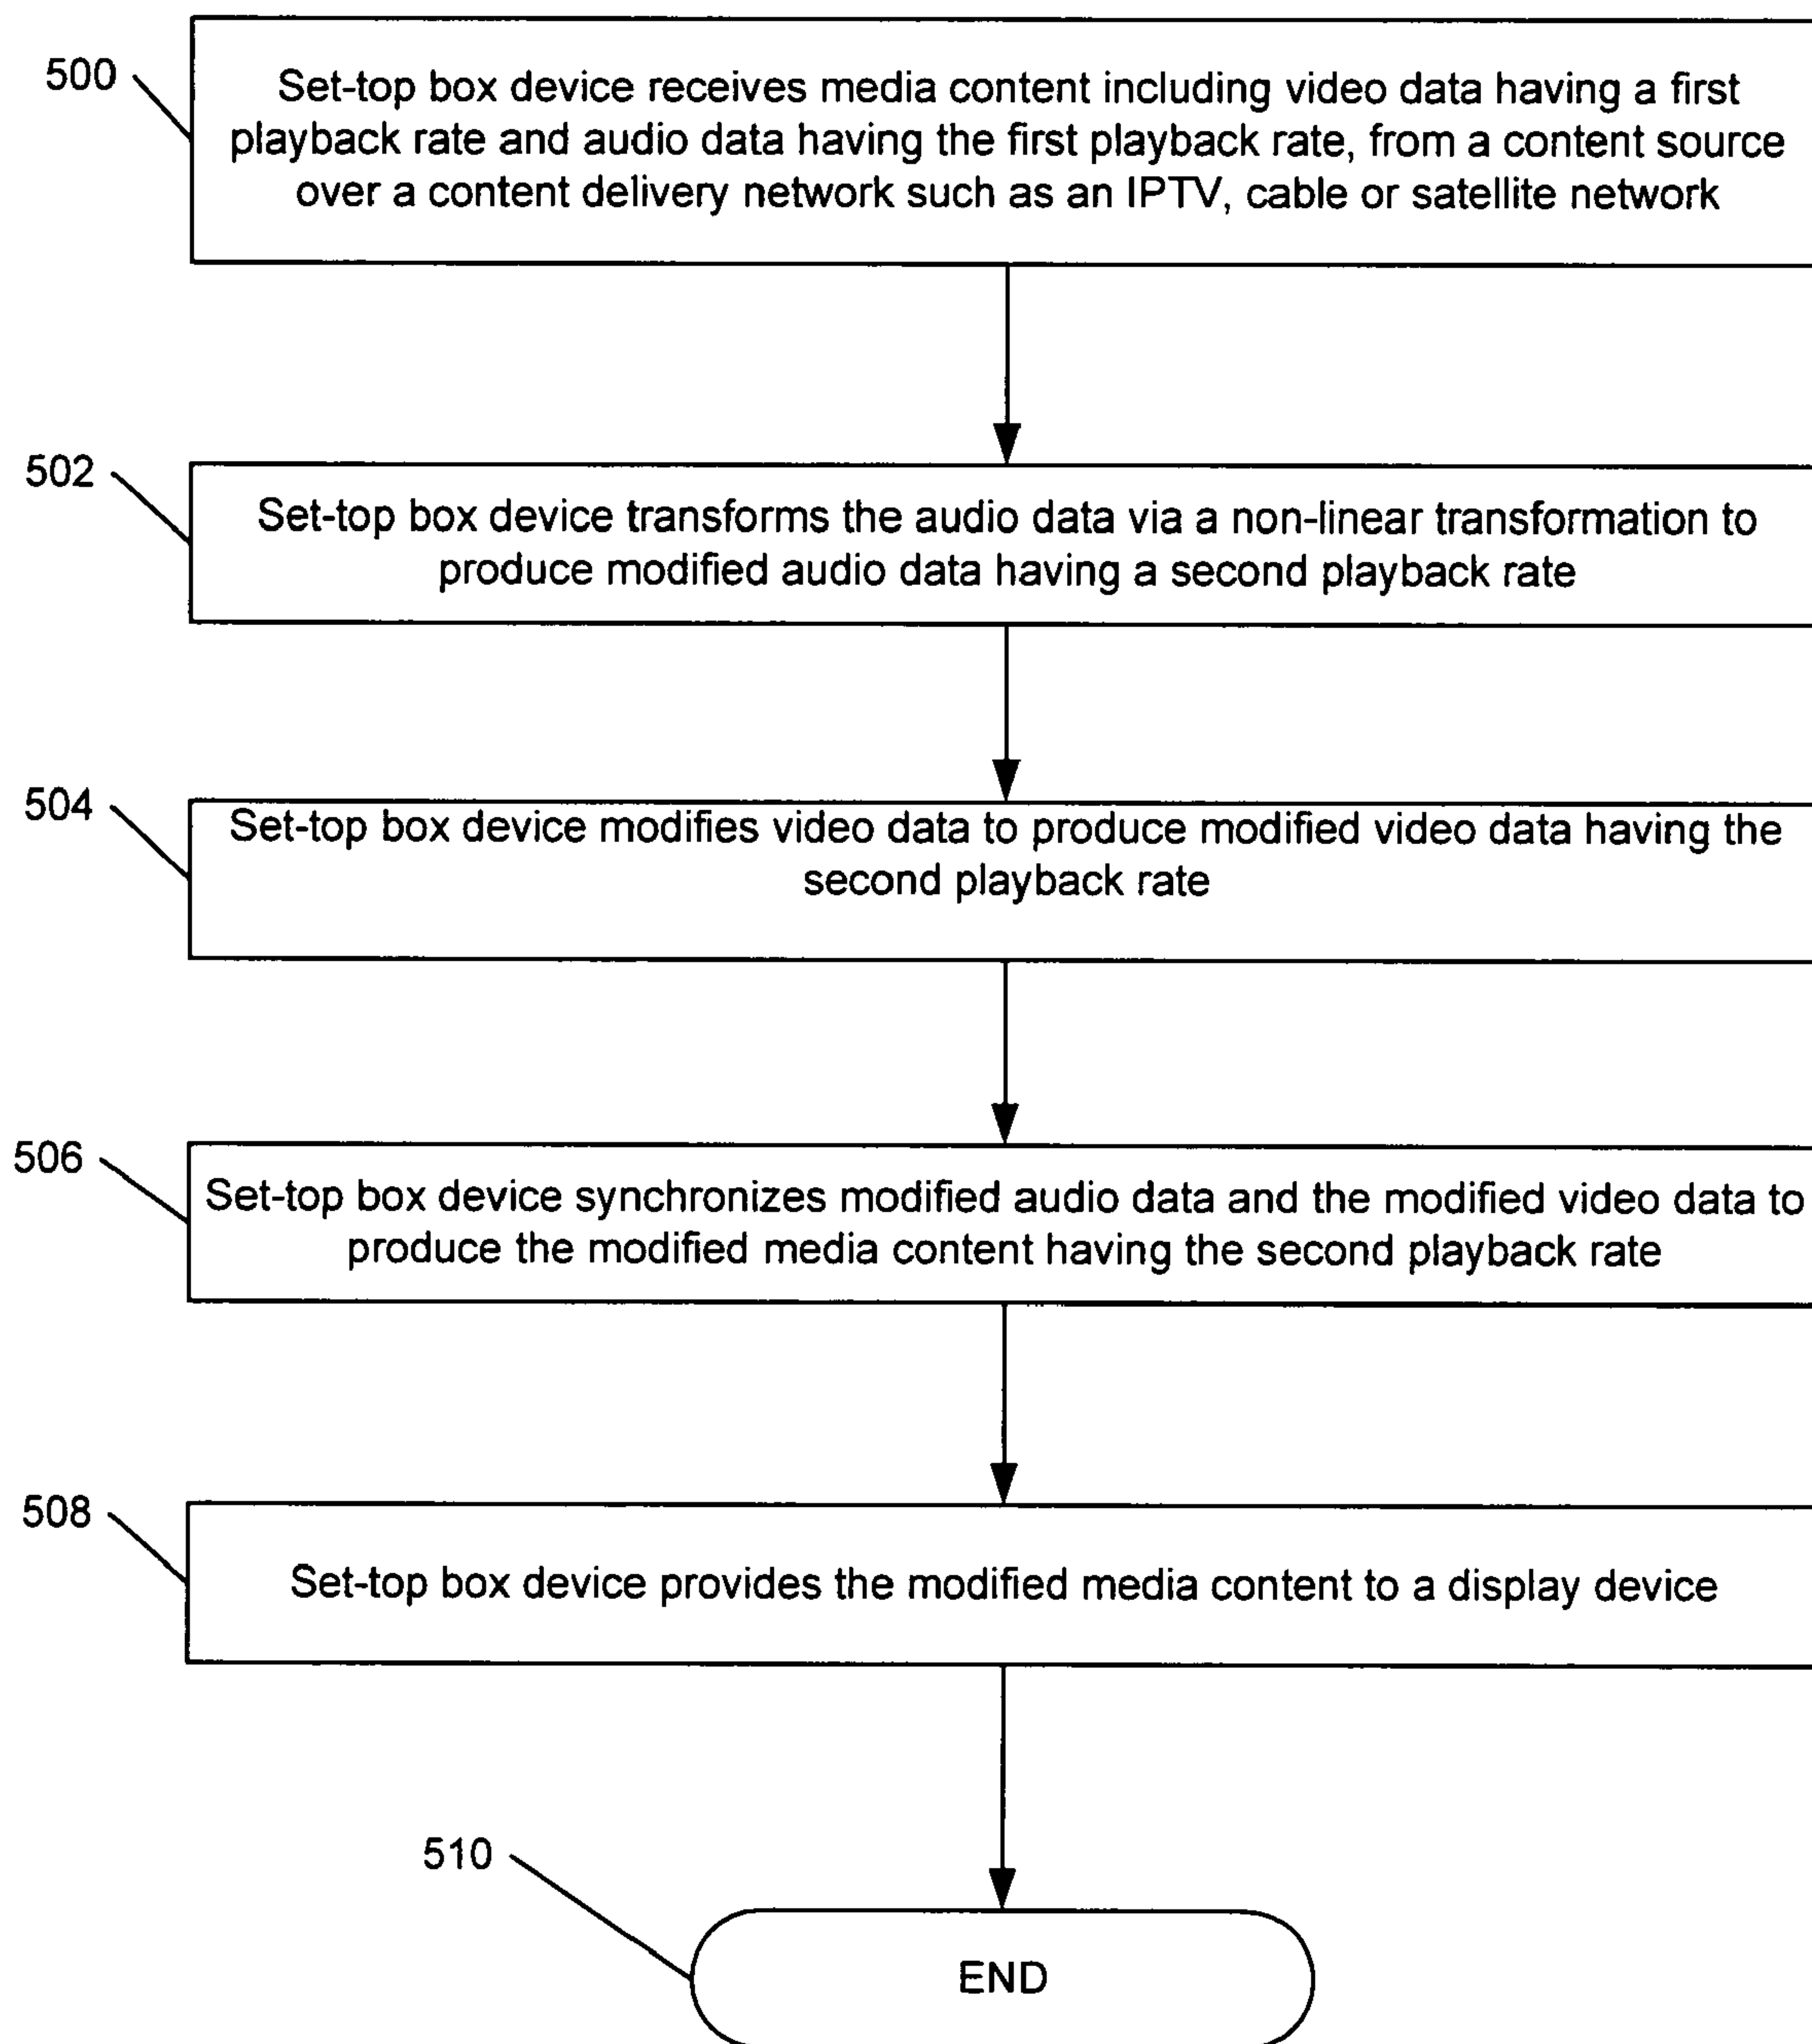 500
Set-top box device receives media content including video data having a first
playback rate and audio data having the first playback rate, from a content source
over a content delivery network such as an IPTV, cable or satellite network
502
Set-top box device transforms the audio data via a non-linear transformation to
produce modified audio data having a second playback rate
504
Set-top box device modifies video data to produce modified video data having the
second playback rate
506
Set-top box device synchronizes modified audio data and the modified video data to
produce the modified media content having the second playback rate
508
Set-top box device provides the modified media content to a display device
510
END